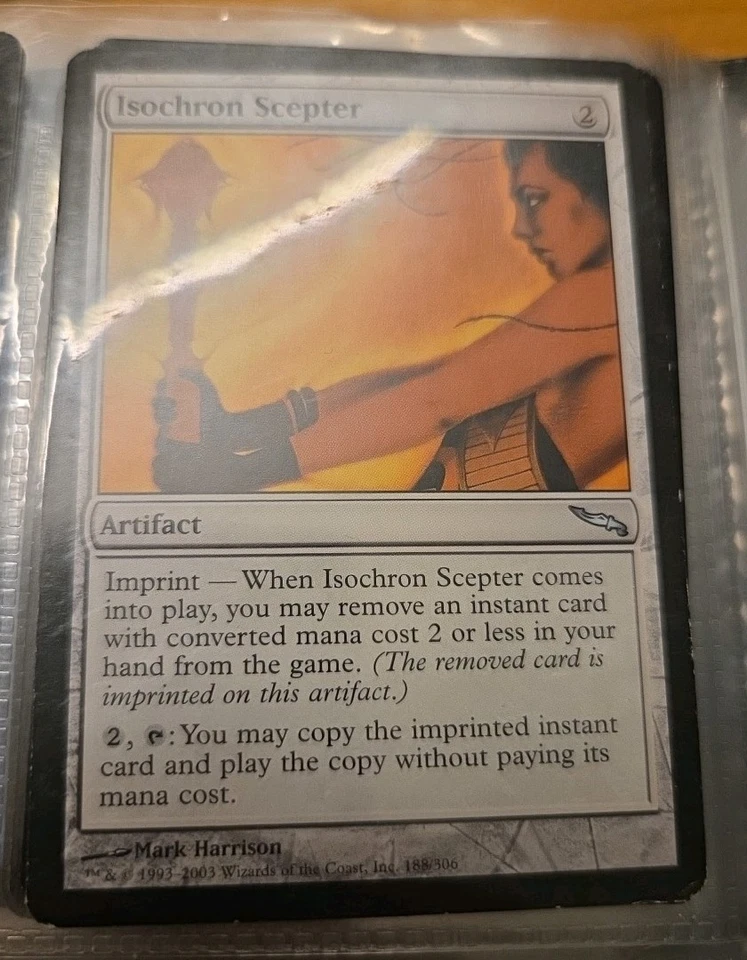 Isochron Scepter 2
Artifact
Imprint — When Isochron Scepter comes
into play, you may remove an instant card
with converted mana cost 2 or less in your
hand from the game. (The removed card is
imprinted on this artifact.)
2, : You may copy the imprinted instant
card and play the copy without paying its
mana cost.
Mark Harrison
™ & © 1993–2003 Wizards of the Coast, Inc. 188/306